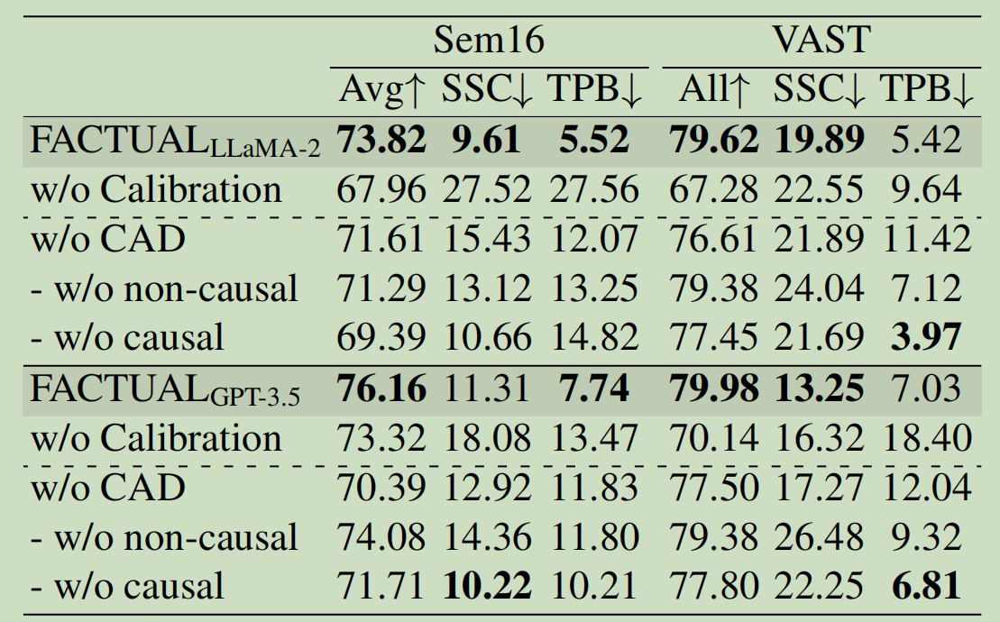 Sem16 VAST
Avg↑ SSC↓ TPB↓ All↑ SSC↓ TPB↓
FACTUAL LLaMA-2 73.82 9.61 5.52 79.62 19.89 5.42
w/o Calibration 67.96 27.52 27.56 67.28 22.55 9.64
w/o CAD 71.61 15.43 12.07 76.61 21.89 11.42
- w/o non-causal 71.29 13.12 13.25 79.38 24.04 7.12
- w/o causal 69.39 10.66 14.82 77.45 21.69 3.97
FACTUAL GPT-3.5 76.16 11.31 7.74 79.98 13.25 7.03
w/o Calibration 73.32 18.08 13.47 70.14 16.32 18.40
w/o CAD 70.39 12.92 11.83 77.50 17.27 12.04
- w/o non-causal 74.08 14.36 11.80 79.38 26.48 9.32
- w/o causal 71.71 10.22 10.21 77.80 22.25 6.81